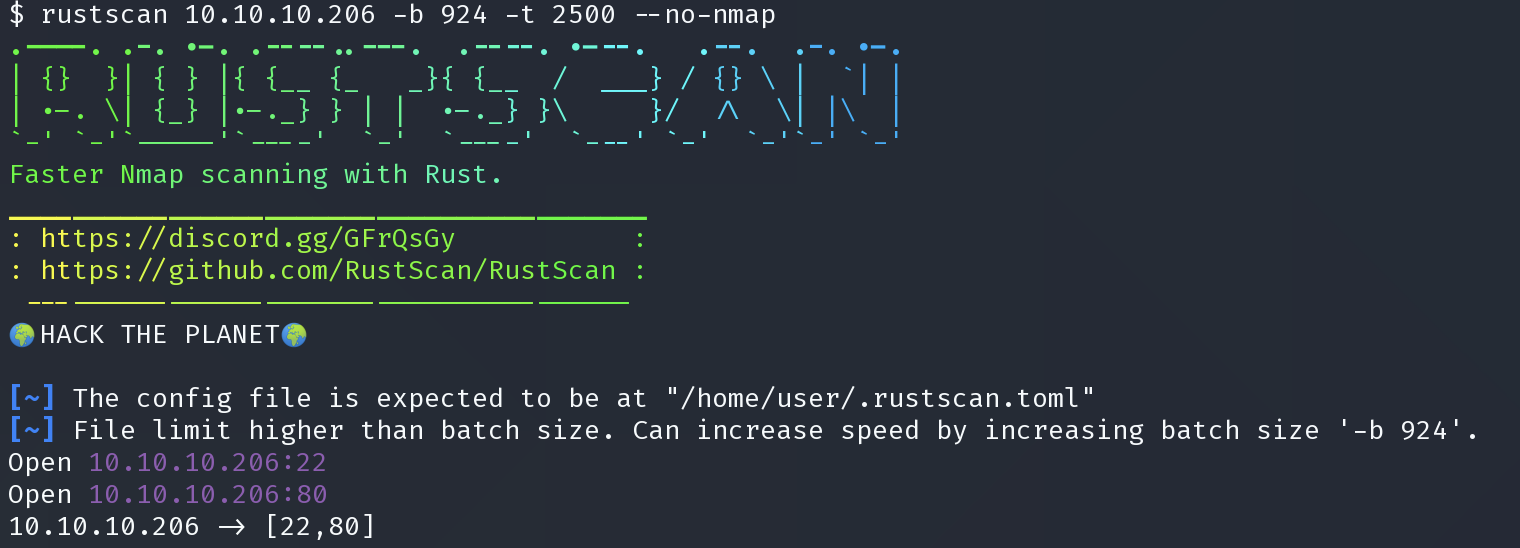 $ rustscan 10.10.10.206 -b 924 -t 2500 --no-nmap
RUSTSCAN
Faster Nmap scanning with Rust.
: https://discord.gg/GFrQsGy :
: https://github.com/RustScan/RustScan :
🌍HACK THE PLANET🌍
[~] The config file is expected to be at "/home/user/.rustscan.toml"
[~] File limit higher than batch size. Can increase speed by increasing batch size '-b 924'.
Open 10.10.10.206:22
Open 10.10.10.206:80
10.10.10.206 -> [22,80]